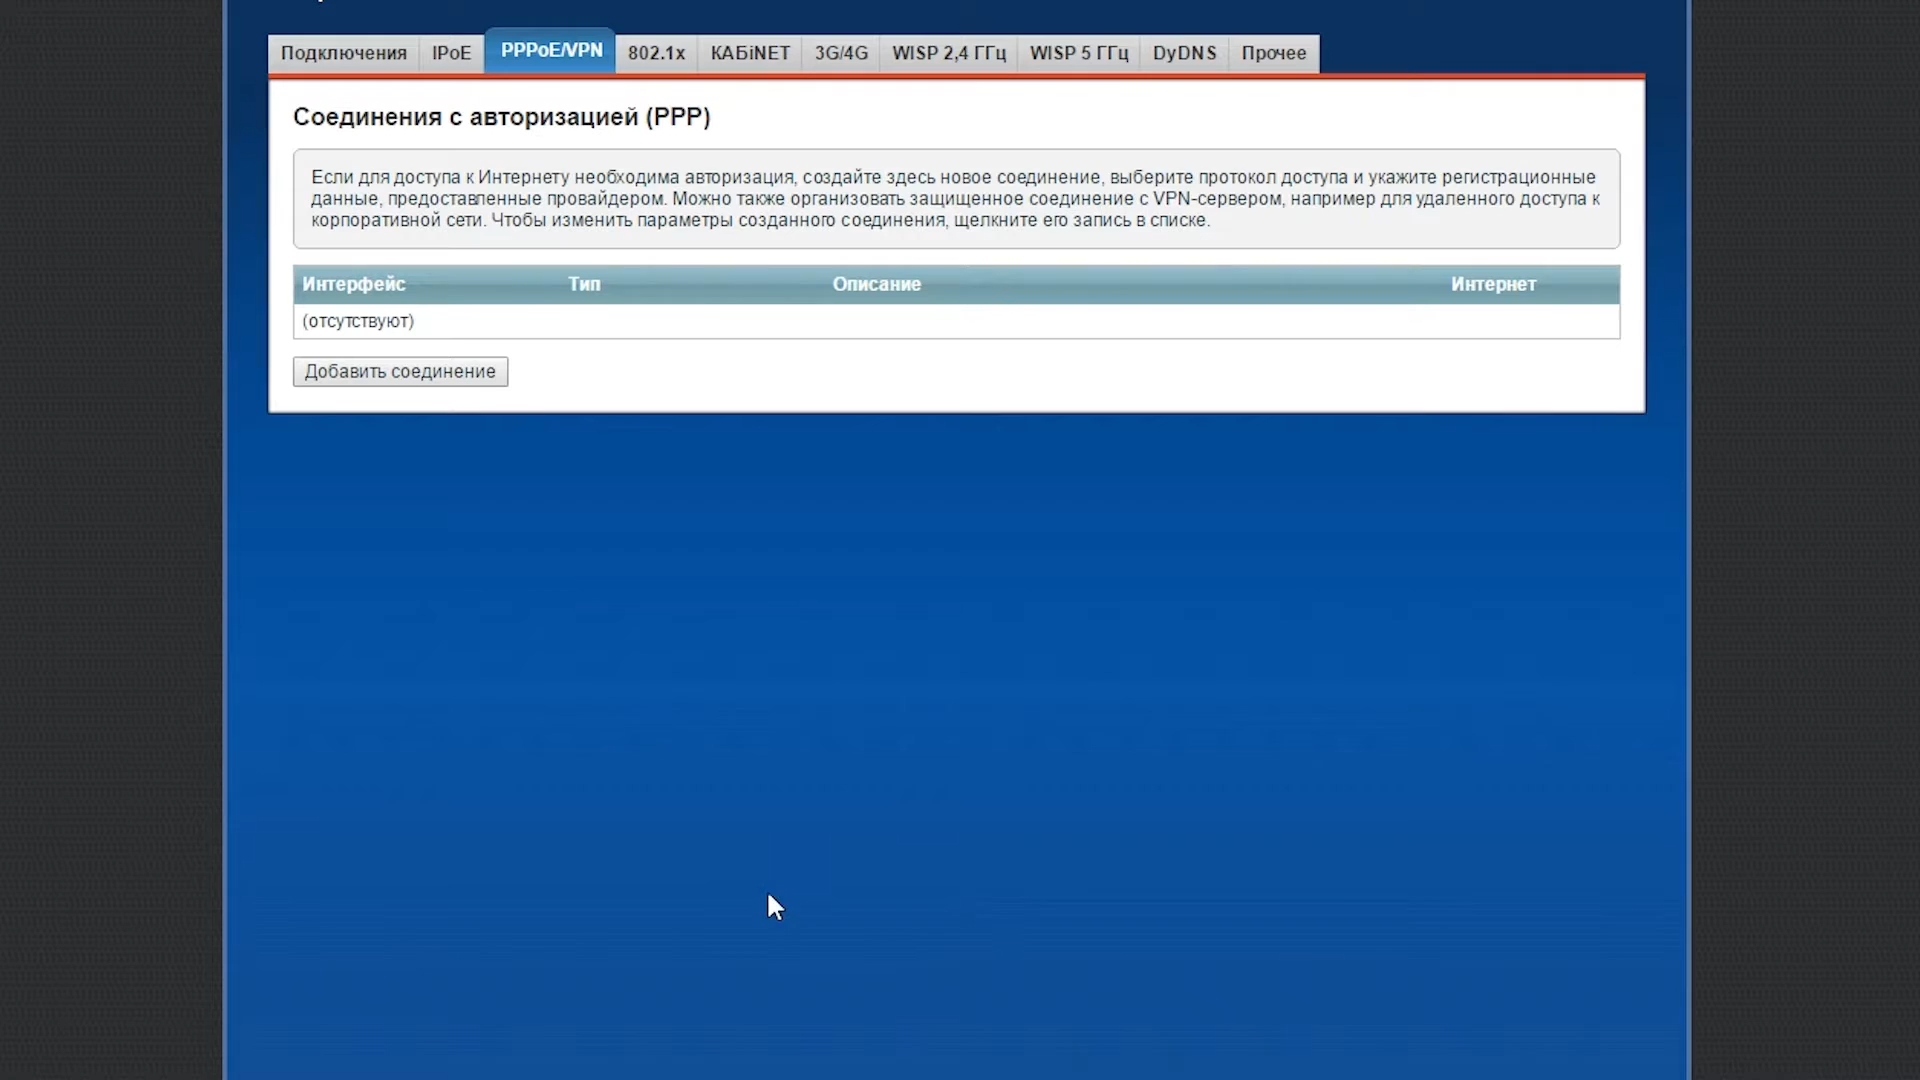 Подключения IPoE PPPoE/VPN 802.1x КАБiNET 3G/4G WISP 2,4 ГГц WISP 5 ГГц DyDNS Прочее
Соединения с авторизацией (PPP)
Если для доступа к Интернету необходима авторизация, создайте здесь новое соединение, выберите протокол доступа и укажите регистрационные
данные, предоставленные провайдером. Можно также организовать защищенное соединение с VPN-сервером, например для удаленного доступа к
корпоративной сети. Чтобы изменить параметры созданного соединения, щелкните его запись в списке.
Интерфейс Тип Описание Интернет
(отсутствуют)
Добавить соединение